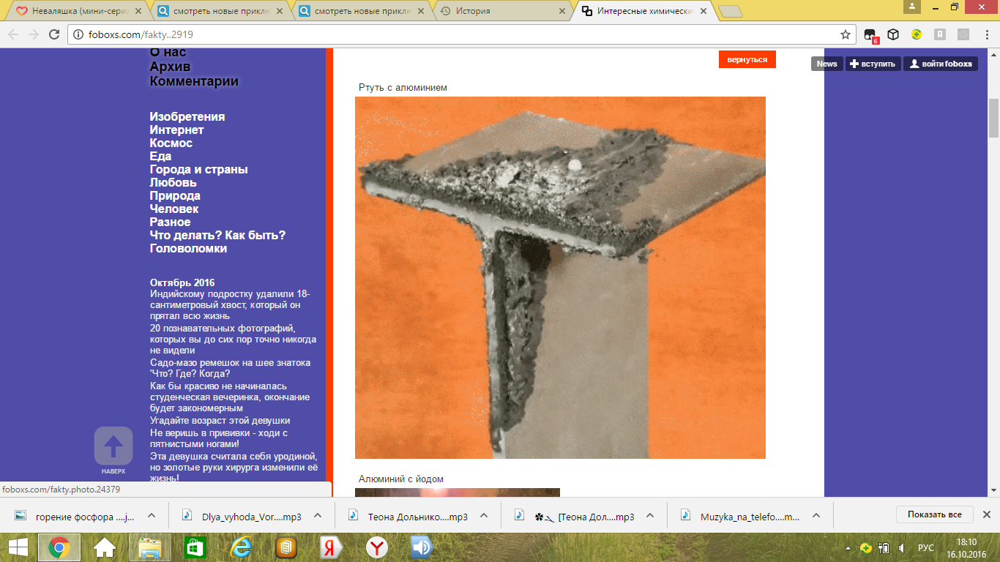 Неваляшка (мини-сериа
смотреть новые приклю
смотреть новые приклю
История
Интересные химически
foboxs.com/fakty..2919
6
О нас
Архив
Комментарии
вернуться
News
вступить
войти foboxs
Изобретения
Интернет
Космос
Еда
Города и страны
Любовь
Природа
Человек
Разное
Что делать? Как быть?
Головоломки
Октябрь 2016
Индийскому подростку удалили 18-
сантиметровый хвост, который он
прятал всю жизнь
20 познавательных фотографий,
которых вы до сих пор точно никогда
не видели
Садо-мазо ремешок на шее знатока
'Что? Где? Когда?
Как бы красиво не начиналась
студенческая вечеринка, окончание
будет закономерным
Угадайте возраст этой девушки
Не веришь в прививки - ходи с
пятнистыми ногами!
Эта девушка считала себя уродиной,
но золотые руки хирурга изменили её
жизнь!
НАВЕРХ
Ртуть с алюминием
Алюминий с йодом
foboxs.com/fakty.photo.24379
горение фосфора ....j...
Dlya_vyhoda_Vor....mp3
Теона Дольнико....mp3
[Теона Дол....mp3
Muzyka_na_telefo....m...
Показать все
РУС
18:10
16.10.2016